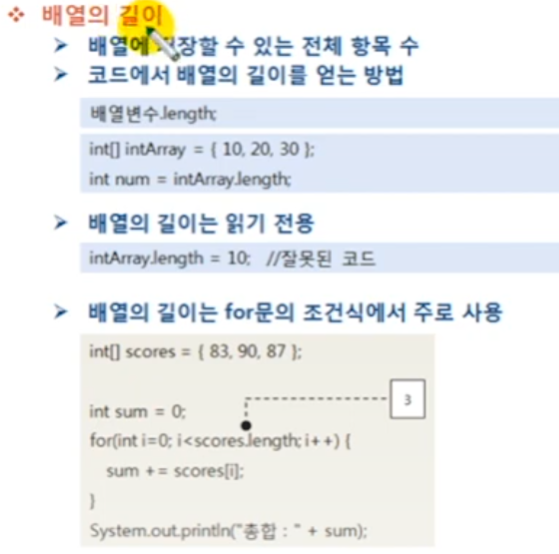 ❖ 배열의 길이
➤ 배열에 저장할 수 있는 전체 항목 수
➤ 코드에서 배열의 길이를 얻는 방법
배열변수.length;
int[] intArray = { 10, 20, 30 };
int num = intArray.length;
➤ 배열의 길이는 읽기 전용
intArray.length = 10; //잘못된 코드
➤ 배열의 길이는 for문의 조건식에서 주로 사용
int[] scores = { 83, 90, 87 };
3
int sum = 0;
for(int i=0; i<scores.length; i++) {
sum += scores[i];
}
System.out.println("총합 : " + sum);